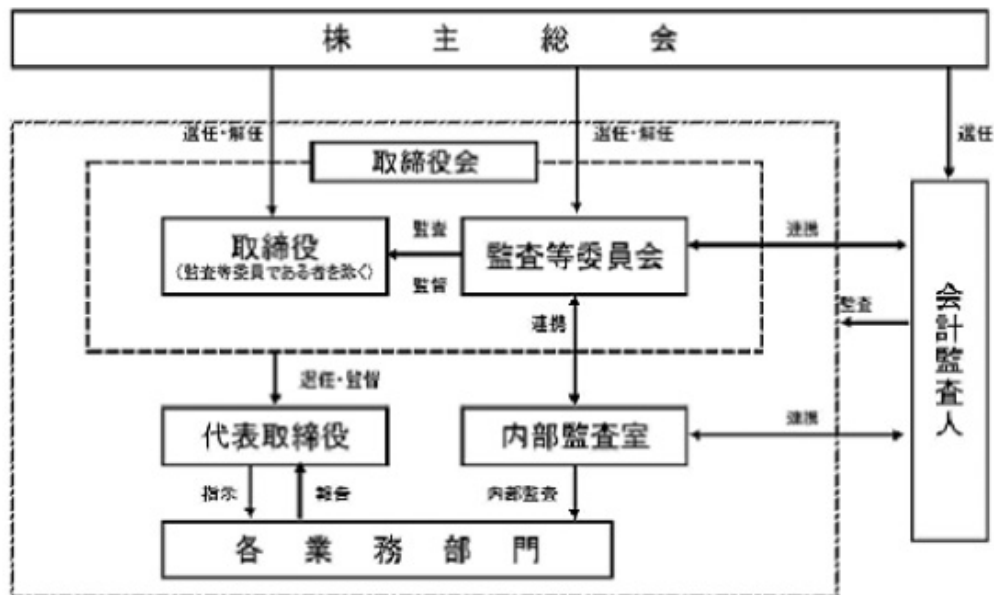 株主総会
選任・解任
選任・解任
選任
取締役会
取締役
(監査等委員である者を除く)
監査
監督
監査等委員会
連携
連携
監査
会計監査人
選任・監督
代表取締役
内部監査室
連携
指示
報告
内部監査
各業務部門